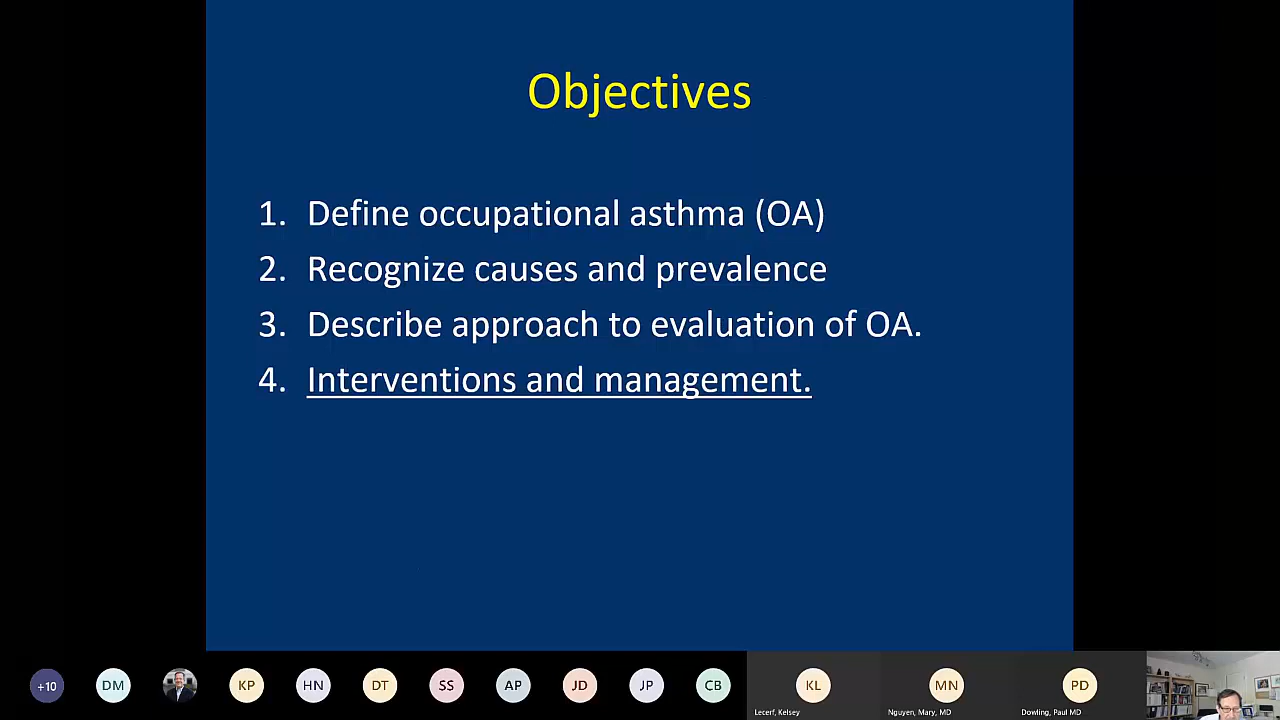 Objectives
1. Define occupational asthma (OA)
2. Recognize causes and prevalence
3. Describe approach to evaluation of OA.
4. Interventions and management.
+10
DM
KP
HN
DT
SS
AP
JD
JP
CB
KL
MN
PD
Lecerf, Kelsey
Nguyen, Mary, MD
Dowling, Paul MD